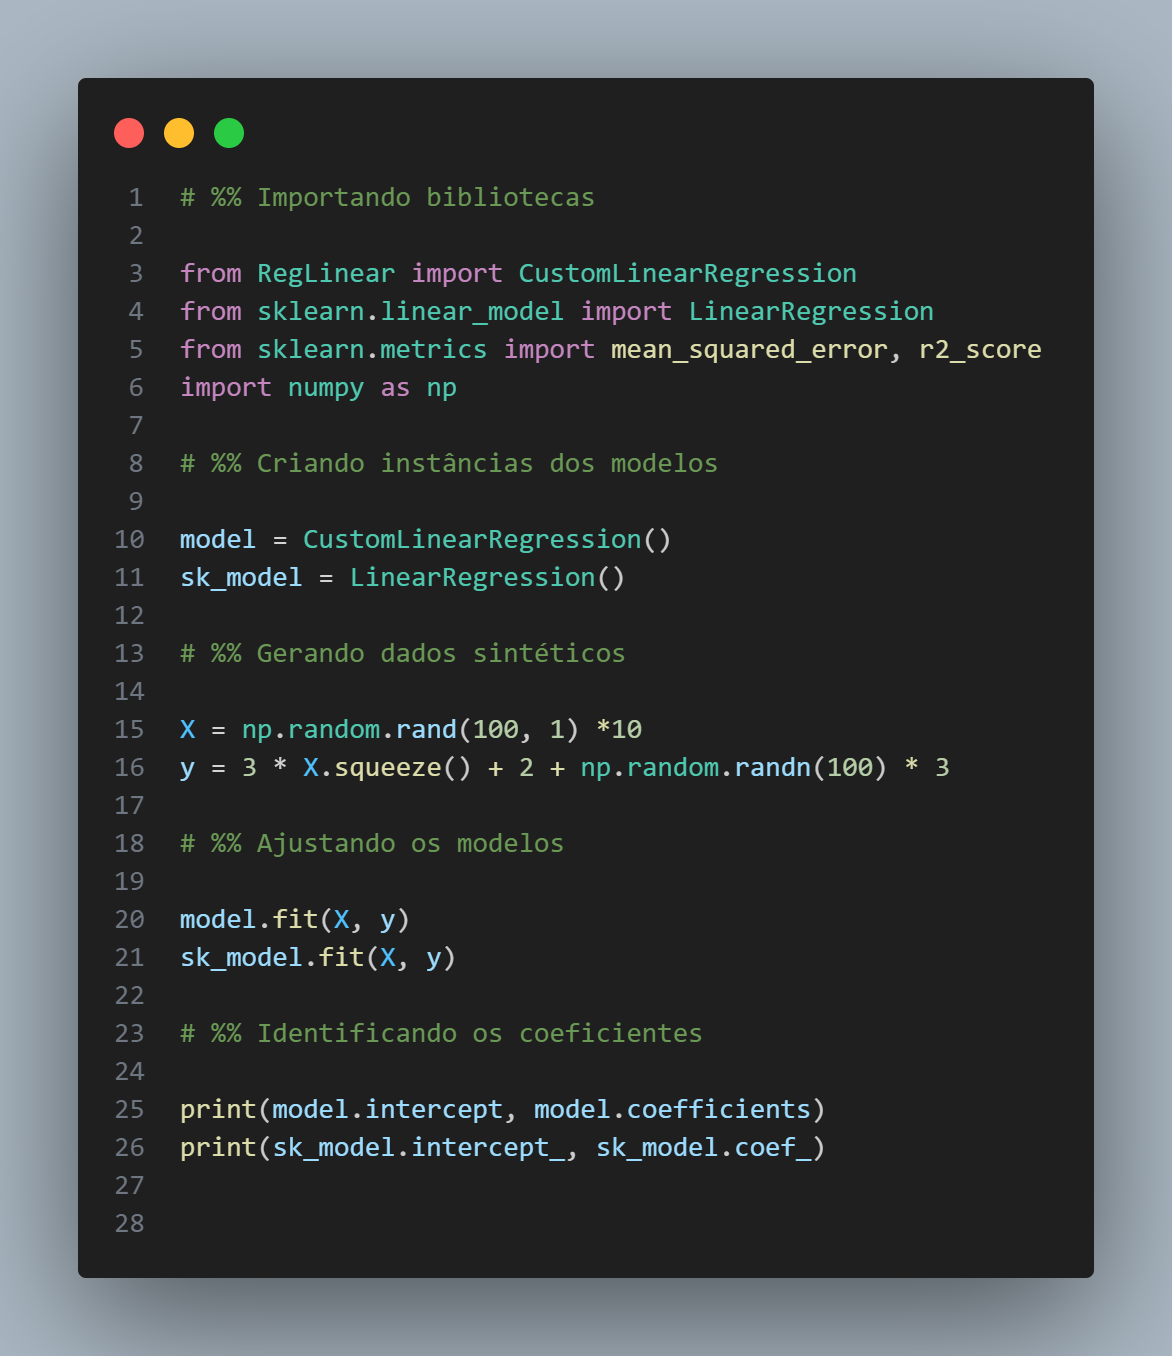 1 # %% Importando bibliotecas
2
3 from RegLinear import CustomLinearRegression
4 from sklearn.linear_model import LinearRegression
5 from sklearn.metrics import mean_squared_error, r2_score
6 import numpy as np
7
8 # %% Criando instâncias dos modelos
9
10 model = CustomLinearRegression()
11 sk_model = LinearRegression()
12
13 # %% Gerando dados sintéticos
14
15 X = np.random.rand(100, 1) *10
16 y = 3 * X.squeeze() + 2 + np.random.randn(100) * 3
17
18 # %% Ajustando os modelos
19
20 model.fit(X, y)
21 sk_model.fit(X, y)
22
23 # %% Identificando os coeficientes
24
25 print(model.intercept, model.coefficients)
26 print(sk_model.intercept_, sk_model.coef_)
27
28